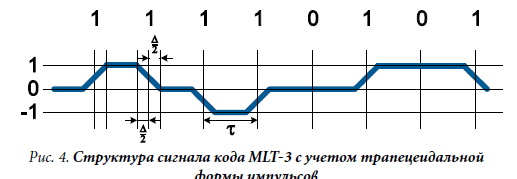 1 1 1 1 0 1 0 1
Δ/2
1
0
-1
Δ/2
τ
Рис. 4. Структура сигнала кода MLT-3 с учетом трапецеидальной
формы импульсов